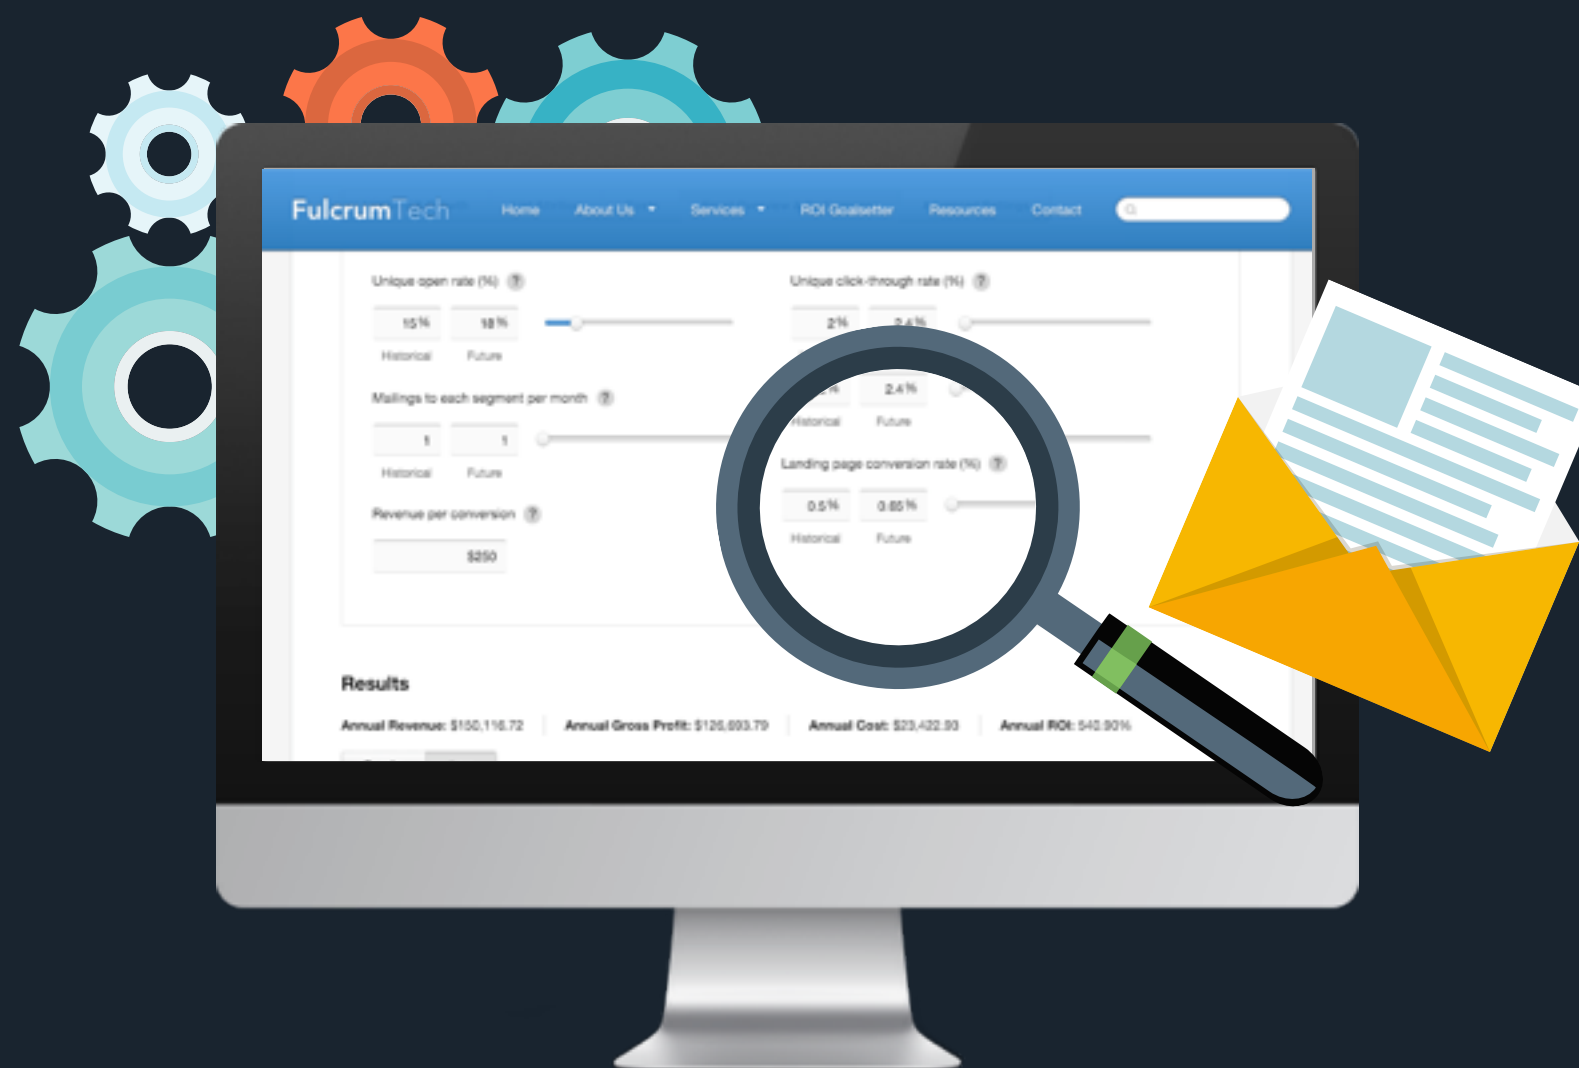 FulcrumTech Home About Us Services ROI Goalsetter Resources Contact
Unique open rate (%) ? Unique click-through rate (%) ?
15% 18% 2% 2.4%
Historical Future
2.4%
Mailings to each segment per month ?
Historical Future
1 1
Landing page conversion rate (%) ?
Historical Future
0.5% 0.65%
Revenue per conversion ?
Historical Future
$250
Results
Annual Revenue: $150,116.72 Annual Gross Profit: $126,693.79 Annual Cost: $23,422.93 Annual ROI: 540.90%